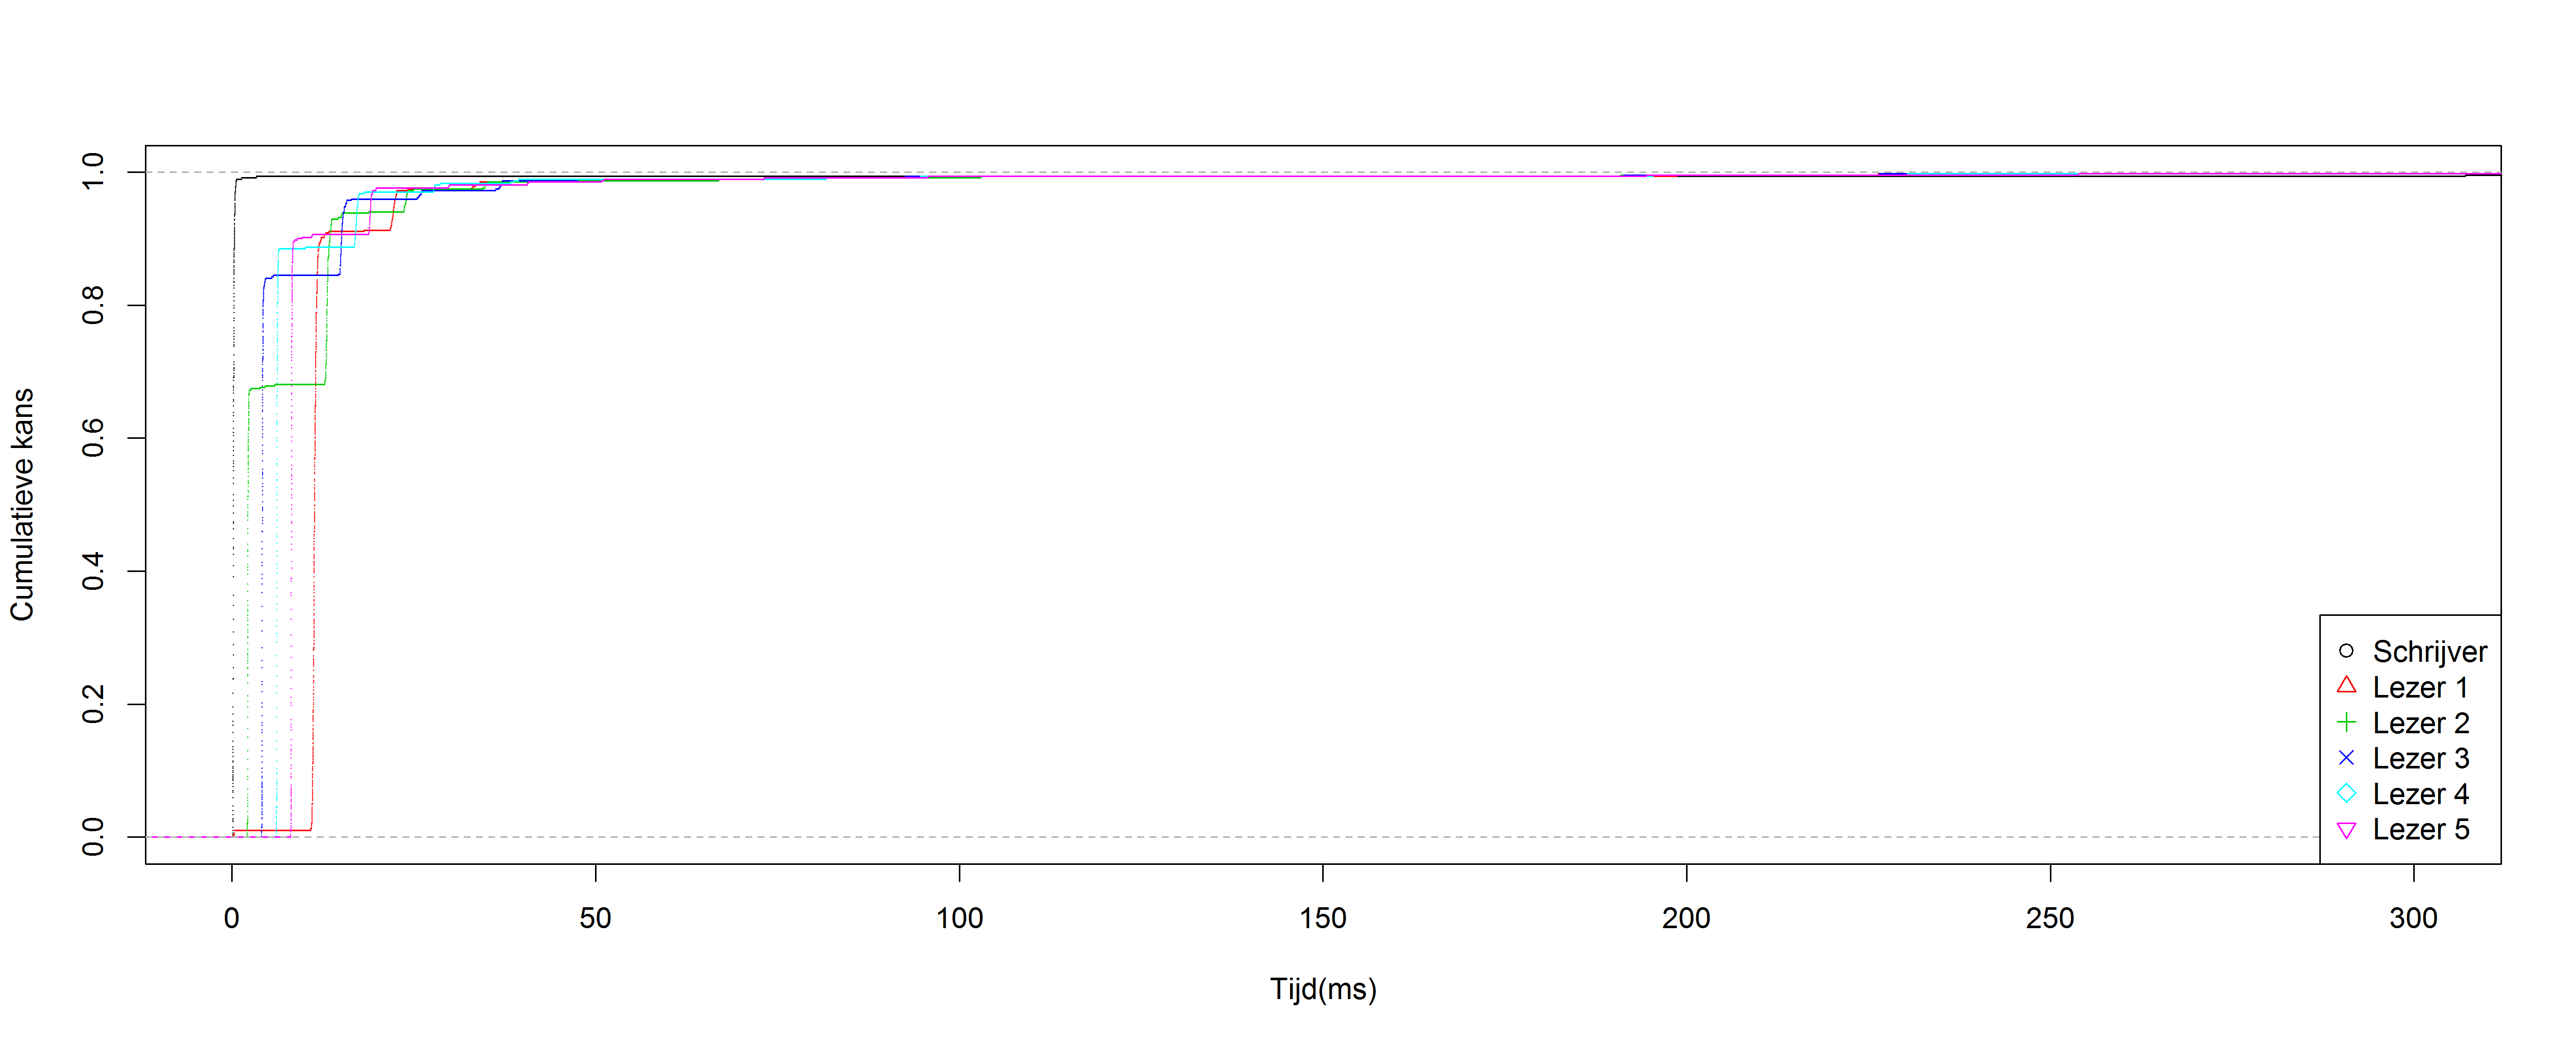 Cumulatieve kans
1.0
0.8
0.6
0.4
0.2
0.0
0 50 100 150 200 250 300
Tijd(ms)
Schrijver
Lezer 1
Lezer 2
Lezer 3
Lezer 4
Lezer 5